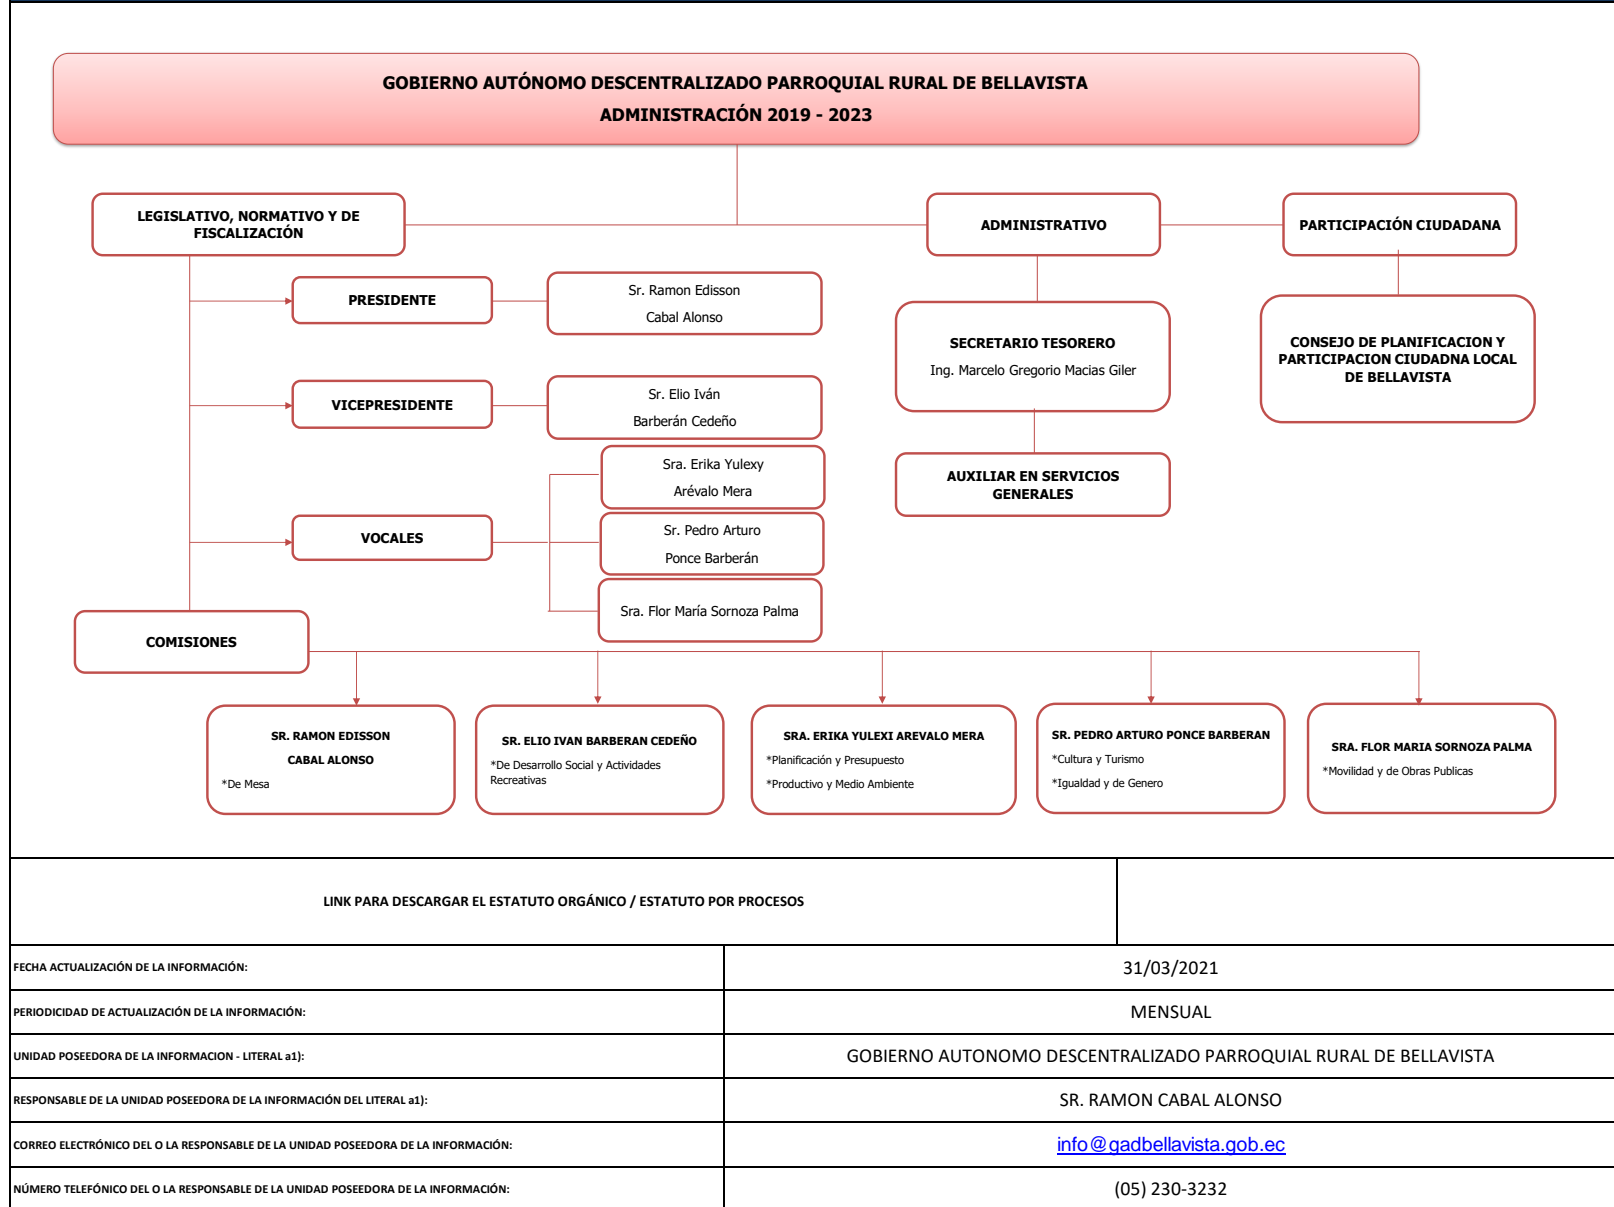 GOBIERNO AUTÓNOMO DESCENTRALIZADO PARROQUIAL RURAL DE BELLAVISTA
ADMINISTRACIÓN 2019 - 2023
LEGISLATIVO, NORMATIVO Y DE
FISCALIZACIÓN
ADMINISTRATIVO
PARTICIPACIÓN CIUDADANA
PRESIDENTE
Sr. Ramon Edisson
Cabal Alonso
SECRETARIO TESORERO
Ing. Marcelo Gregorio Macias Giler
CONSEJO DE PLANIFICACION Y
PARTICIPACION CIUDADNA LOCAL
DE BELLAVISTA
VICEPRESIDENTE
Sr. Elio Iván
Barberán Cedeño
AUXILIAR EN SERVICIOS
GENERALES
VOCALES
Sra. Erika Yulexy
Arévalo Mera
Sr. Pedro Arturo
Ponce Barberán
Sra. Flor María Sornoza Palma
COMISIONES
SR. RAMON EDISSON
CABAL ALONSO
*De Mesa
SR. ELIO IVAN BARBERAN CEDEÑO
*De Desarrollo Social y Actividades
Recreativas
SRA. ERIKA YULEXI AREVALO MERA
*Planificación y Presupuesto
*Productivo y Medio Ambiente
SR. PEDRO ARTURO PONCE BARBERAN
*Cultura y Turismo
*Igualdad y de Genero
SRA. FLOR MARIA SORNOZA PALMA
*Movilidad y de Obras Publicas
LINK PARA DESCARGAR EL ESTATUTO ORGÁNICO / ESTATUTO POR PROCESOS
FECHA ACTUALIZACIÓN DE LA INFORMACIÓN:
31/03/2021
PERIODICIDAD DE ACTUALIZACIÓN DE LA INFORMACIÓN:
MENSUAL
UNIDAD POSEEDORA DE LA INFORMACION - LITERAL a1):
GOBIERNO AUTONOMO DESCENTRALIZADO PARROQUIAL RURAL DE BELLAVISTA
RESPONSABLE DE LA UNIDAD POSEEDORA DE LA INFORMACIÓN DEL LITERAL a1):
SR. RAMON CABAL ALONSO
CORREO ELECTRÓNICO DEL O LA RESPONSABLE DE LA UNIDAD POSEEDORA DE LA INFORMACIÓN:
info@gadbellavista.gob.ec
NÚMERO TELEFÓNICO DEL O LA RESPONSABLE DE LA UNIDAD POSEEDORA DE LA INFORMACIÓN:
(05) 230-3232